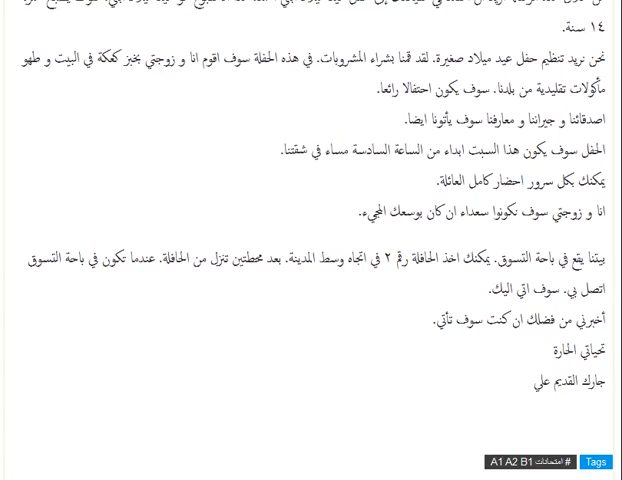 ١٤ سنة.
نحن نريد تنظيم حفل عيد ميلاد صغيرة. لقد قمنا بشراء المشروبات. في هذه الحفلة سوف اقوم انا و زوجتي بخبز كعكة في البيت و طهو
مأكولات تقليدية من بلدنا. سوف يكون احتفالا رائعا.
اصدقائنا و جيراننا و معارفنا سوف يأتونا ايضا.
الحفل سوف يكون هذا السبت ابداء من الساعة السادسة مساء في شقتنا.
يمكنك بكل سرور احضار كامل العائلة.
انا و زوجتي سوف نكونوا سعداء ان كان بوسعك المجيء.
بيتنا يقع في باحة التسوق. يمكنك اخذ الحافلة رقم ٢ في اتجاه وسط المدينة. بعد محطتين تنزل من الحافلة. عندما تكون في باحة التسوق
اتصل بي. سوف اتي اليك.
أخبرني من فضلك ان كنت سوف تأتي.
تحياتي الحارة
جارك القديم علي
Tags # امتحانات A1 A2 B1